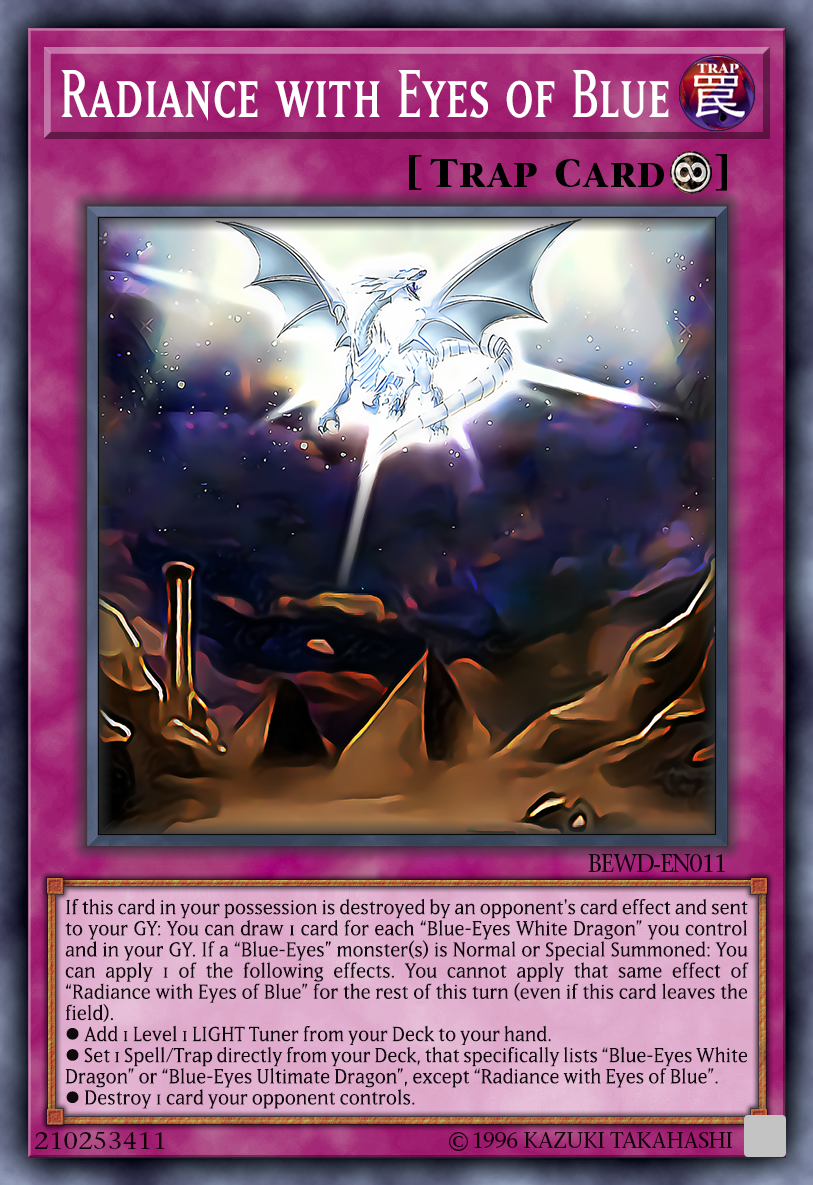 Radiance with Eyes of Blue
TRAP
罠
[Trap Card∞]
BEWD-EN011
If this card in your possession is destroyed by an opponent's card effect and sent
to your GY: You can draw 1 card for each “Blue-Eyes White Dragon” you control
and in your GY. If a “Blue-Eyes” monster(s) is Normal or Special Summoned: You
can apply 1 of the following effects. You cannot apply that same effect of
“Radiance with Eyes of Blue” for the rest of this turn (even if this card leaves the
field).
● Add 1 Level 1 LIGHT Tuner from your Deck to your hand.
● Set 1 Spell/Trap directly from your Deck, that specifically lists “Blue-Eyes White
Dragon” or “Blue-Eyes Ultimate Dragon”, except “Radiance with Eyes of Blue”.
● Destroy 1 card your opponent controls.
210253411
© 1996 KAZUKI TAKAHASHI